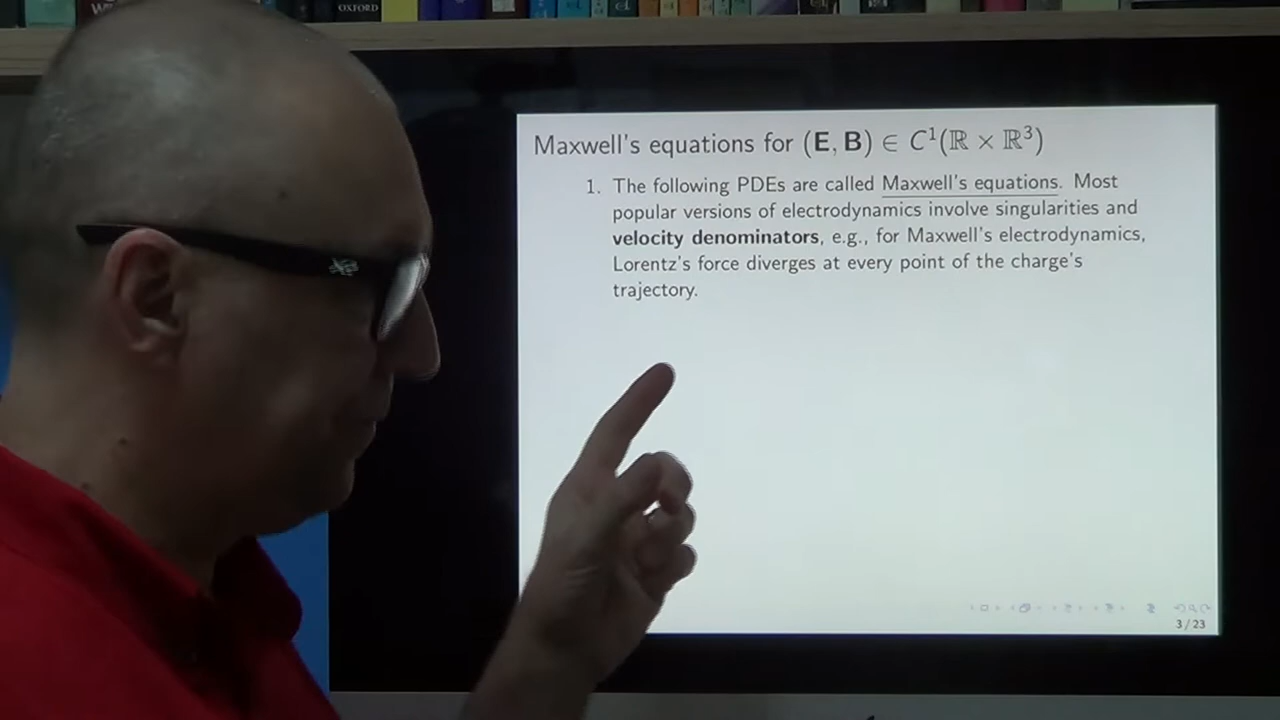 OXFORD
Maxwell's equations for (𝐄, 𝐁) ∈ C¹(ℝ × ℝ³)
1. The following PDEs are called Maxwell's equations. Most
popular versions of electrodynamics involve singularities and
velocity denominators, e.g., for Maxwell's electrodynamics,
Lorentz's force diverges at every point of the charge's
trajectory.
3 / 23